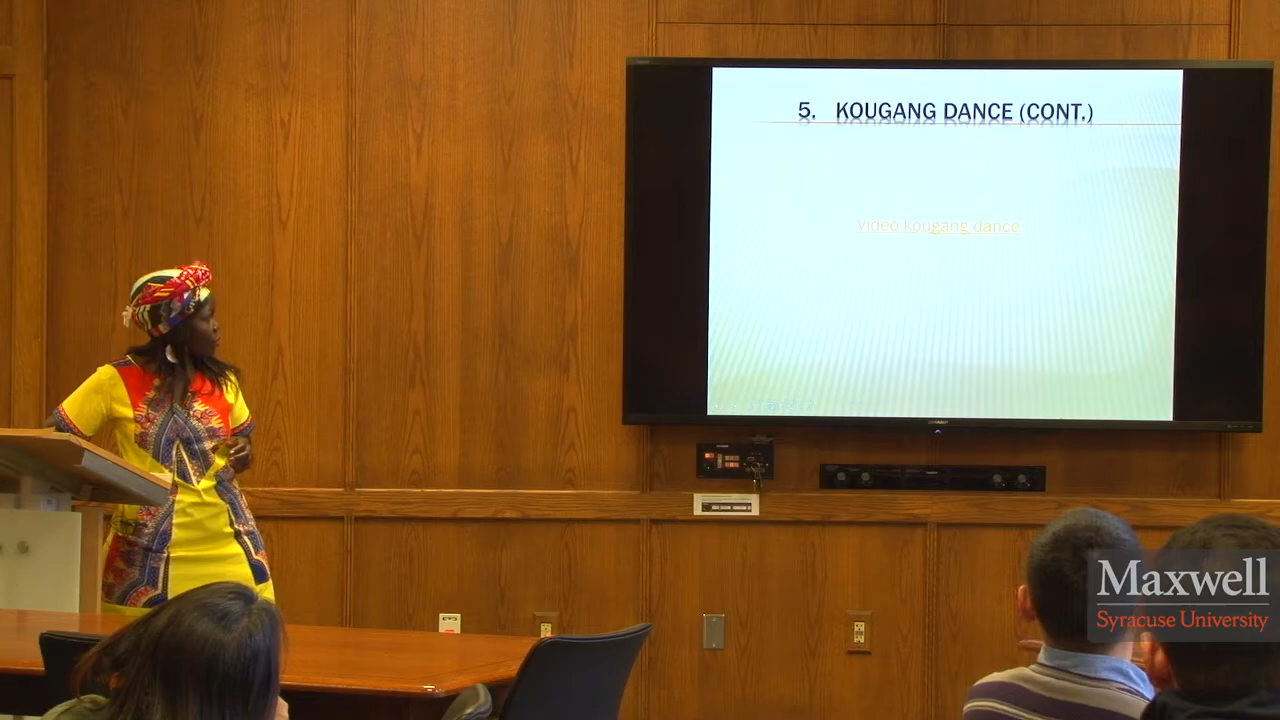 5. KOUGANG DANCE (CONT.)
Video kougang dance
Maxwell
Syracuse University